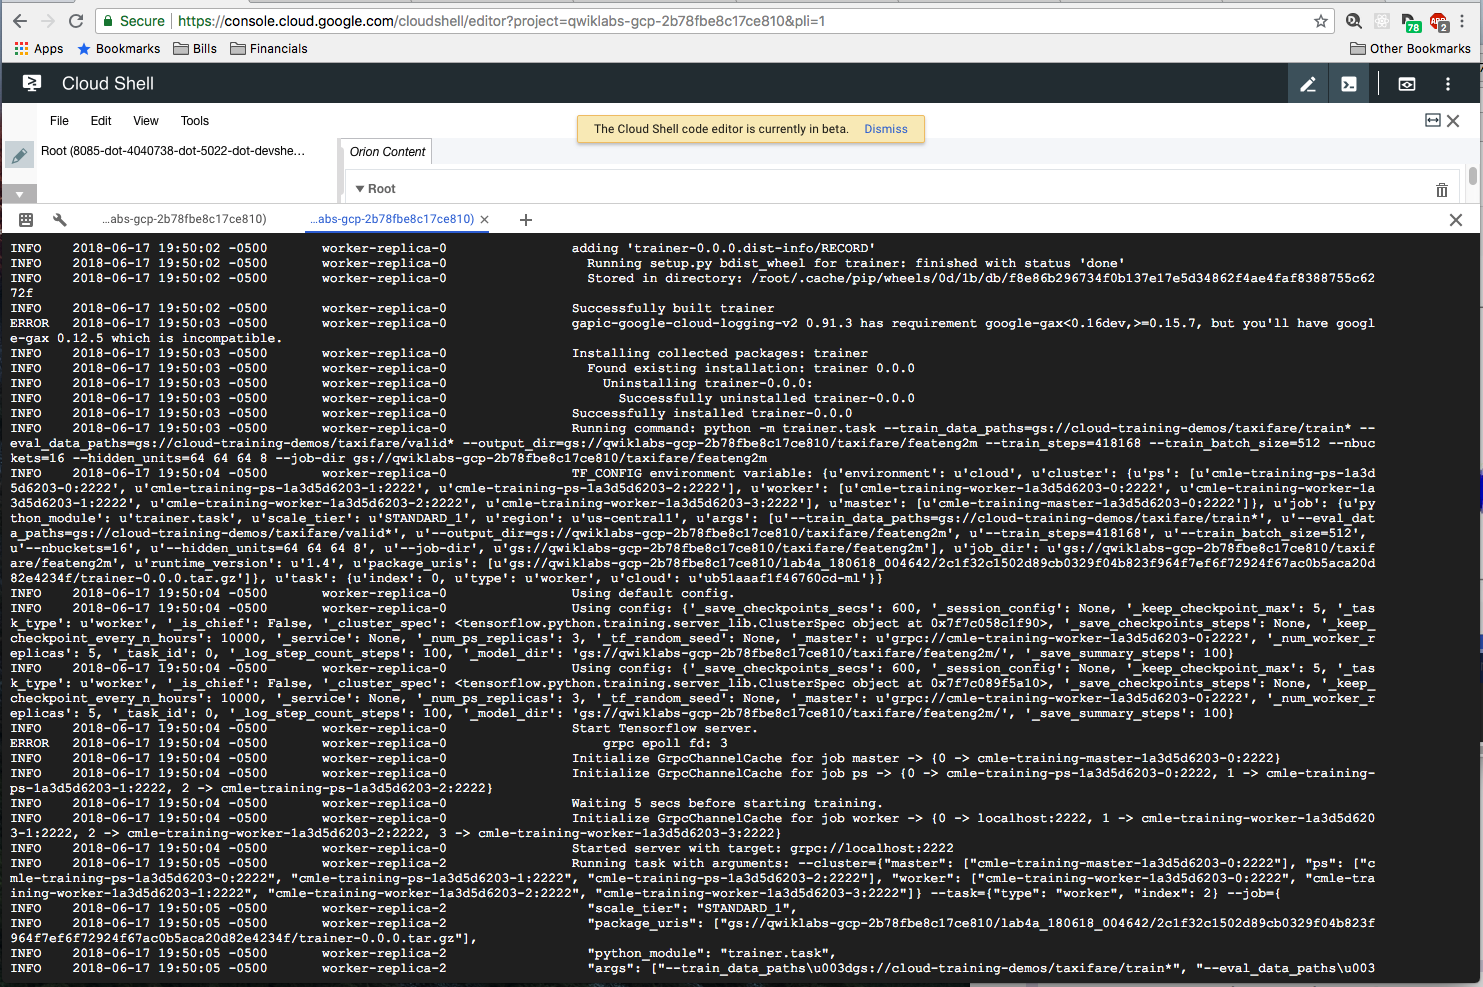 Secure | https://console.cloud.google.com/cloudshell/editor?project=qwiklabs-gcp-2b78fbe8c17ce810&pli=1
78
ABP
2
Apps Bookmarks Bills Financials Other Bookmarks
Cloud Shell
File Edit View Tools
The Cloud Shell code editor is currently in beta. Dismiss
Root (8085-dot-4040738-dot-5022-dot-devshe...
Orion Content
Root
...abs-gcp-2b78fbe8c17ce810) ...abs-gcp-2b78fbe8c17ce810) × +
INFO 2018-06-17 19:50:02 -0500 worker-replica-0 adding 'trainer-0.0.0.dist-info/RECORD'
INFO 2018-06-17 19:50:02 -0500 worker-replica-0 Running setup.py bdist_wheel for trainer: finished with status 'done'
INFO 2018-06-17 19:50:02 -0500 worker-replica-0 Stored in directory: /root/.cache/pip/wheels/0d/1b/db/f8e86b296734f0b137e17e5d34862f4ae4faf8388755c62
72f
INFO 2018-06-17 19:50:02 -0500 worker-replica-0 Successfully built trainer
ERROR 2018-06-17 19:50:03 -0500 worker-replica-0 gapic-google-cloud-logging-v2 0.91.3 has requirement google-gax<0.16dev,>=0.15.7, but you'll have googl
e-gax 0.12.5 which is incompatible.
INFO 2018-06-17 19:50:03 -0500 worker-replica-0 Installing collected packages: trainer
INFO 2018-06-17 19:50:03 -0500 worker-replica-0 Found existing installation: trainer 0.0.0
INFO 2018-06-17 19:50:03 -0500 worker-replica-0 Uninstalling trainer-0.0.0:
INFO 2018-06-17 19:50:03 -0500 worker-replica-0 Successfully uninstalled trainer-0.0.0
INFO 2018-06-17 19:50:03 -0500 worker-replica-0 Successfully installed trainer-0.0.0
INFO 2018-06-17 19:50:03 -0500 worker-replica-0 Running command: python -m trainer.task --train_data_paths=gs://cloud-training-demos/taxifare/train* --
eval_data_paths=gs://cloud-training-demos/taxifare/valid* --output_dir=gs://qwiklabs-gcp-2b78fbe8c17ce810/taxifare/feateng2m --train_steps=418168 --train_batch_size=512 --nbuc
kets=16 --hidden_units=64 64 64 8 --job-dir gs://qwiklabs-gcp-2b78fbe8c17ce810/taxifare/feateng2m
INFO 2018-06-17 19:50:04 -0500 worker-replica-0 TF_CONFIG environment variable: {u'environment': u'cloud', u'cluster': {u'ps': [u'cmle-training-ps-1a3d
5d6203-0:2222', u'cmle-training-ps-1a3d5d6203-1:2222', u'cmle-training-ps-1a3d5d6203-2:2222'], u'worker': [u'cmle-training-worker-1a3d5d6203-0:2222', u'cmle-training-worker-1a
3d5d6203-1:2222', u'cmle-training-worker-1a3d5d6203-2:2222', u'cmle-training-worker-1a3d5d6203-3:2222'], u'master': [u'cmle-training-master-1a3d5d6203-0:2222']}, u'job': {u'py
thon_module': u'trainer.task', u'scale_tier': u'STANDARD_1', u'region': u'us-central1', u'args': [u'--train_data_paths=gs://cloud-training-demos/taxifare/train*', u'--eval_dat
a_paths=gs://cloud-training-demos/taxifare/valid*', u'--output_dir=gs://qwiklabs-gcp-2b78fbe8c17ce810/taxifare/feateng2m', u'--train_steps=418168', u'--train_batch_size=512',
u'--nbuckets=16', u'--hidden_units=64 64 64 8', u'--job-dir', u'gs://qwiklabs-gcp-2b78fbe8c17ce810/taxifare/feateng2m'], u'job_dir': u'gs://qwiklabs-gcp-2b78fbe8c17ce810/taxif
are/feateng2m', u'runtime_version': u'1.4', u'package_uris': [u'gs://qwiklabs-gcp-2b78fbe8c17ce810/lab4a_180618_004642/2c1f32c1502d89cb0329f04b823f964f7ef6f72924f67ac0b5aca20d
82e4234f/trainer-0.0.0.tar.gz']}, u'task': {u'index': 0, u'type': u'worker', u'cloud': u'ub51aaaf1f46760cd-ml'}}
INFO 2018-06-17 19:50:04 -0500 worker-replica-0 Using default config.
INFO 2018-06-17 19:50:04 -0500 worker-replica-0 Using config: {'_save_checkpoints_secs': 600, '_session_config': None, '_keep_checkpoint_max': 5, '_tas
k_type': u'worker', '_is_chief': False, '_cluster_spec': <tensorflow.python.training.server_lib.ClusterSpec object at 0x7f7c058c1f90>, '_save_checkpoints_steps': None, '_keep_
checkpoint_every_n_hours': 10000, '_service': None, '_num_ps_replicas': 3, '_tf_random_seed': None, '_master': u'grpc://cmle-training-worker-1a3d5d6203-0:2222', '_num_worker_r
eplicas': 5, '_task_id': 0, '_log_step_count_steps': 100, '_model_dir': 'gs://qwiklabs-gcp-2b78fbe8c17ce810/taxifare/feateng2m/', '_save_summary_steps': 100}
INFO 2018-06-17 19:50:04 -0500 worker-replica-0 Using config: {'_save_checkpoints_secs': 600, '_session_config': None, '_keep_checkpoint_max': 5, '_tas
k_type': u'worker', '_is_chief': False, '_cluster_spec': <tensorflow.python.training.server_lib.ClusterSpec object at 0x7f7c089f5a10>, '_save_checkpoints_steps': None, '_keep_
checkpoint_every_n_hours': 10000, '_service': None, '_num_ps_replicas': 3, '_tf_random_seed': None, '_master': u'grpc://cmle-training-worker-1a3d5d6203-0:2222', '_num_worker_r
eplicas': 5, '_task_id': 0, '_log_step_count_steps': 100, '_model_dir': 'gs://qwiklabs-gcp-2b78fbe8c17ce810/taxifare/feateng2m/', '_save_summary_steps': 100}
INFO 2018-06-17 19:50:04 -0500 worker-replica-0 Start Tensorflow server.
ERROR 2018-06-17 19:50:04 -0500 worker-replica-0 grpc epoll fd: 3
INFO 2018-06-17 19:50:04 -0500 worker-replica-0 Initialize GrpcChannelCache for job master -> {0 -> cmle-training-master-1a3d5d6203-0:2222}
INFO 2018-06-17 19:50:04 -0500 worker-replica-0 Initialize GrpcChannelCache for job ps -> {0 -> cmle-training-ps-1a3d5d6203-0:2222, 1 -> cmle-training-
ps-1a3d5d6203-1:2222, 2 -> cmle-training-ps-1a3d5d6203-2:2222}
INFO 2018-06-17 19:50:04 -0500 worker-replica-0 Waiting 5 secs before starting training.
INFO 2018-06-17 19:50:04 -0500 worker-replica-0 Initialize GrpcChannelCache for job worker -> {0 -> localhost:2222, 1 -> cmle-training-worker-1a3d5d620
3-1:2222, 2 -> cmle-training-worker-1a3d5d6203-2:2222, 3 -> cmle-training-worker-1a3d5d6203-3:2222}
INFO 2018-06-17 19:50:04 -0500 worker-replica-0 Started server with target: grpc://localhost:2222
INFO 2018-06-17 19:50:05 -0500 worker-replica-2 Running task with arguments: --cluster={"master": ["cmle-training-master-1a3d5d6203-0:2222"], "ps": ["c
mle-training-ps-1a3d5d6203-0:2222", "cmle-training-ps-1a3d5d6203-1:2222", "cmle-training-ps-1a3d5d6203-2:2222"], "worker": ["cmle-training-worker-1a3d5d6203-0:2222", "cmle-tra
ining-worker-1a3d5d6203-1:2222", "cmle-training-worker-1a3d5d6203-2:2222", "cmle-training-worker-1a3d5d6203-3:2222"]} --task={"type": "worker", "index": 2} --job={
INFO 2018-06-17 19:50:05 -0500 worker-replica-2 "scale_tier": "STANDARD_1",
INFO 2018-06-17 19:50:05 -0500 worker-replica-2 "package_uris": ["gs://qwiklabs-gcp-2b78fbe8c17ce810/lab4a_180618_004642/2c1f32c1502d89cb0329f04b823f
964f7ef6f72924f67ac0b5aca20d82e4234f/trainer-0.0.0.tar.gz"],
INFO 2018-06-17 19:50:05 -0500 worker-replica-2 "python_module": "trainer.task",
INFO 2018-06-17 19:50:05 -0500 worker-replica-2 "args": ["--train_data_paths\u003dgs://cloud-training-demos/taxifare/train*", "--eval_data_paths\u003